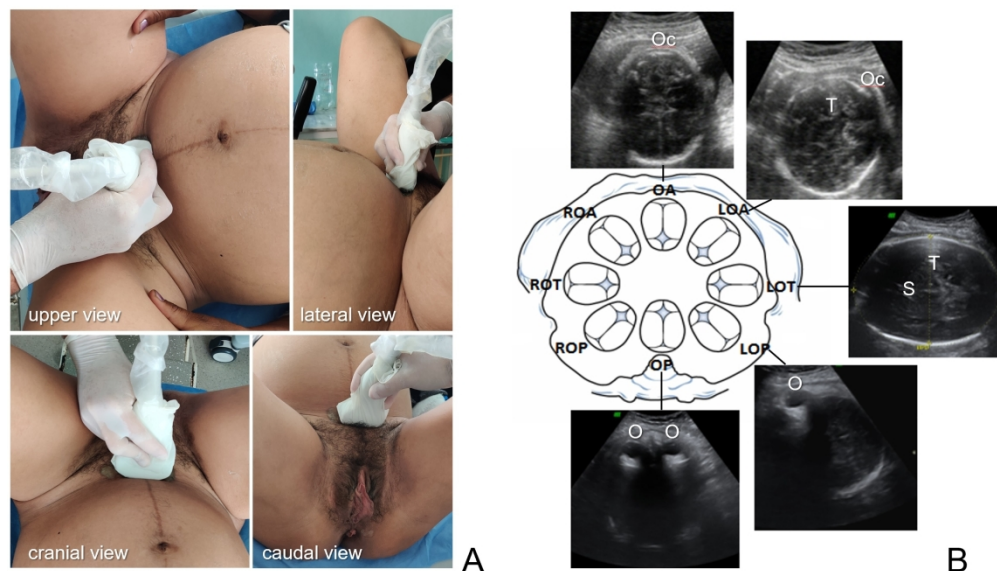 upper view
lateral view
cranial view
caudal view
A
Oc
Oc
T
OA
ROA
LOA
ROT
LOT
T
S
ROP
LOP
OP
O
O O
B